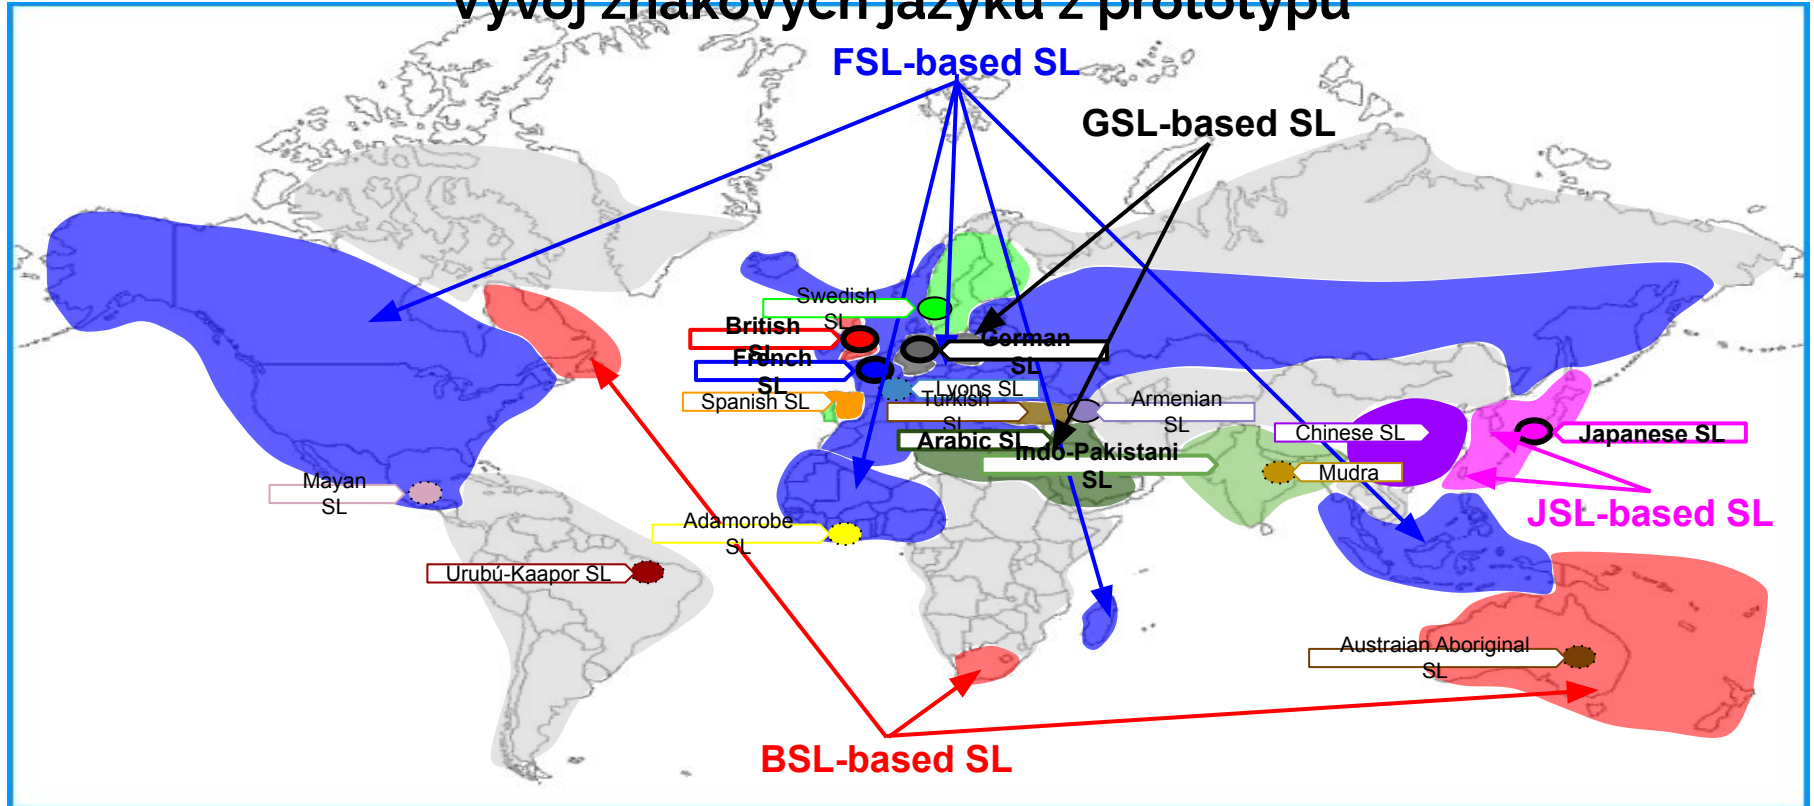 Vývoj znakových jazyků z prototypů
FSL-based SL
GSL-based SL
Swedish
SL
British
SL
German
SL
French
SL
Lyons SL
Spanish SL
Turkish
SL
Armenian
SL
Arabic SL
Chinese SL
Japanese SL
Indo-Pakistani
SL
Mudra
Mayan
SL
JSL-based SL
Adamorobe
SL
Urubú-Kaapor SL
Austraian Aboriginal
SL
BSL-based SL